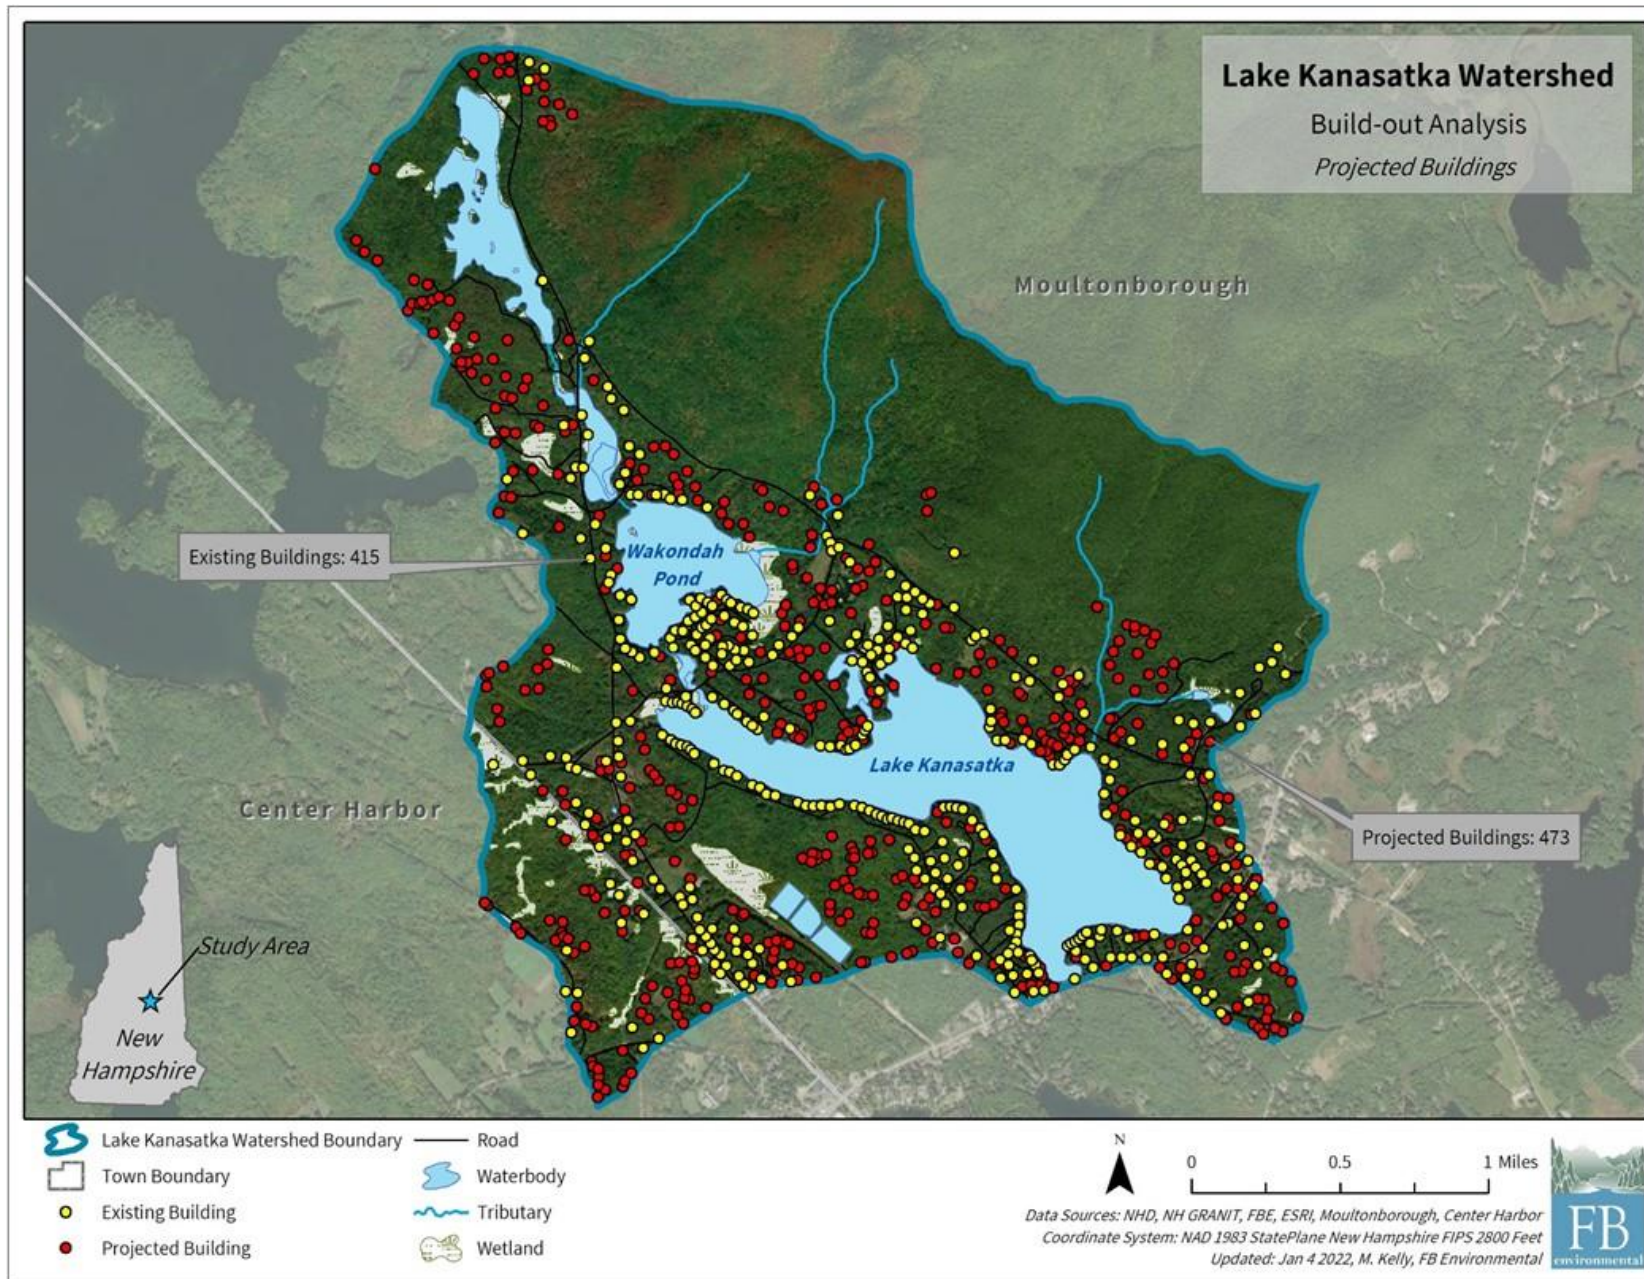 Lake Kanasatka Watershed
Build-out Analysis
Projected Buildings
Moultonborough
Existing Buildings: 415
Wakondah
Pond
Lake Kanasatka
Center Harbor
Projected Buildings: 473
Study Area
New
Hampshire
Lake Kanasatka Watershed Boundary
Town Boundary
Existing Building
Projected Building
Road
Waterbody
Tributary
Wetland
N
0 0.5 1 Miles
Data Sources: NHD, NH GRANIT, FBE, ESRI, Moultonborough, Center Harbor
Coordinate System: NAD 1983 StatePlane New Hampshire FIPS 2800 Feet
Updated: Jan 4 2022, M. Kelly, FB Environmental
FB
environmental